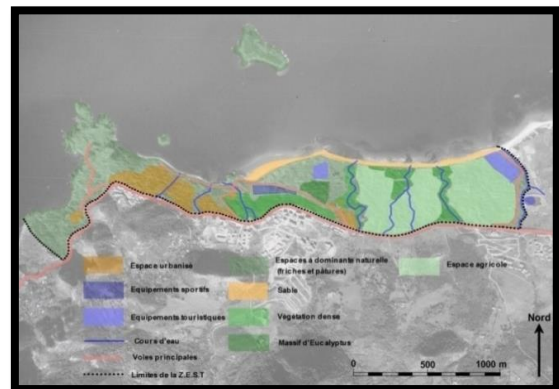 Espace urbanisé
Equipements sportifs
Equipements touristiques
Cours d'eau
Voies principales
Limites de la Z.E.S.T
Espaces à dominante naturelle
(friches et pâtures)
Sable
Végétation dense
Massif d'Eucalyptus
Espace agricole
Nord
0 500 1000 m